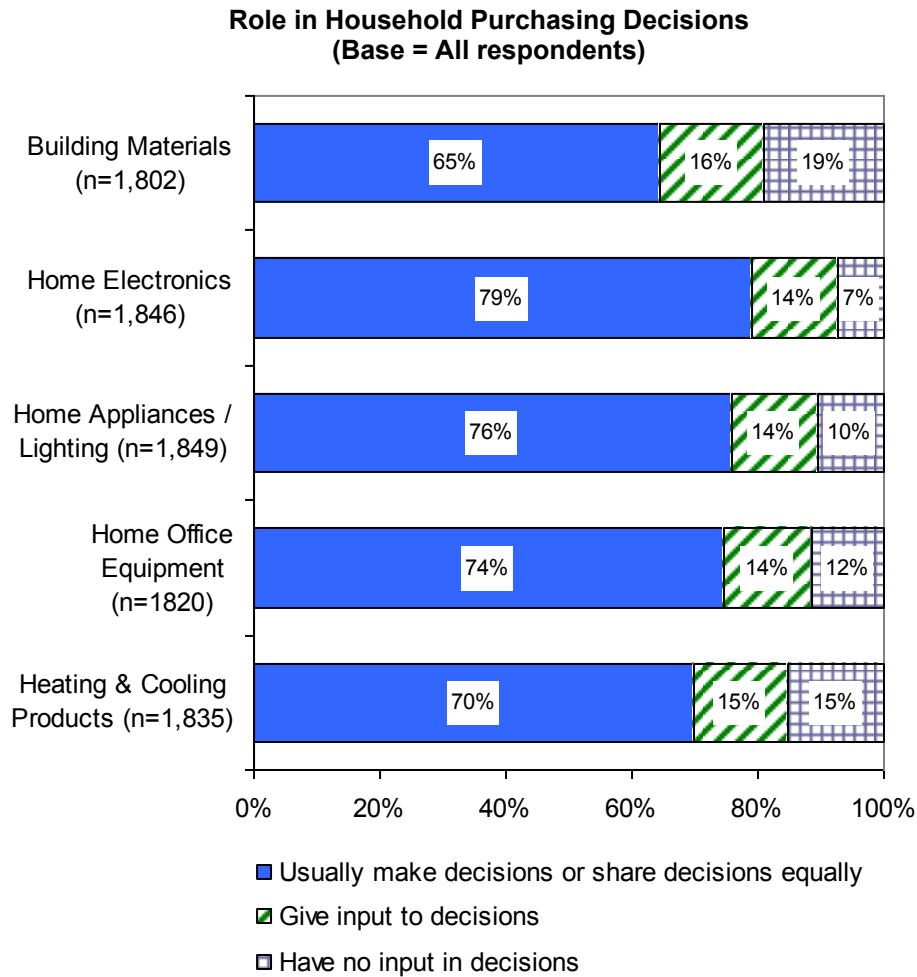 Role in Household Purchasing Decisions
(Base = All respondents)
Building Materials
(n=1,802)
65%
16%
19%
Home Electronics
(n=1,846)
79%
14%
7%
Home Appliances /
Lighting (n=1,849)
76%
14%
10%
Home Office
Equipment
(n=1820)
74%
14%
12%
Heating & Cooling
Products (n=1,835)
70%
15%
15%
0%
20%
40%
60%
80%
100%
Usually make decisions or share decisions equally
Give input to decisions
Have no input in decisions